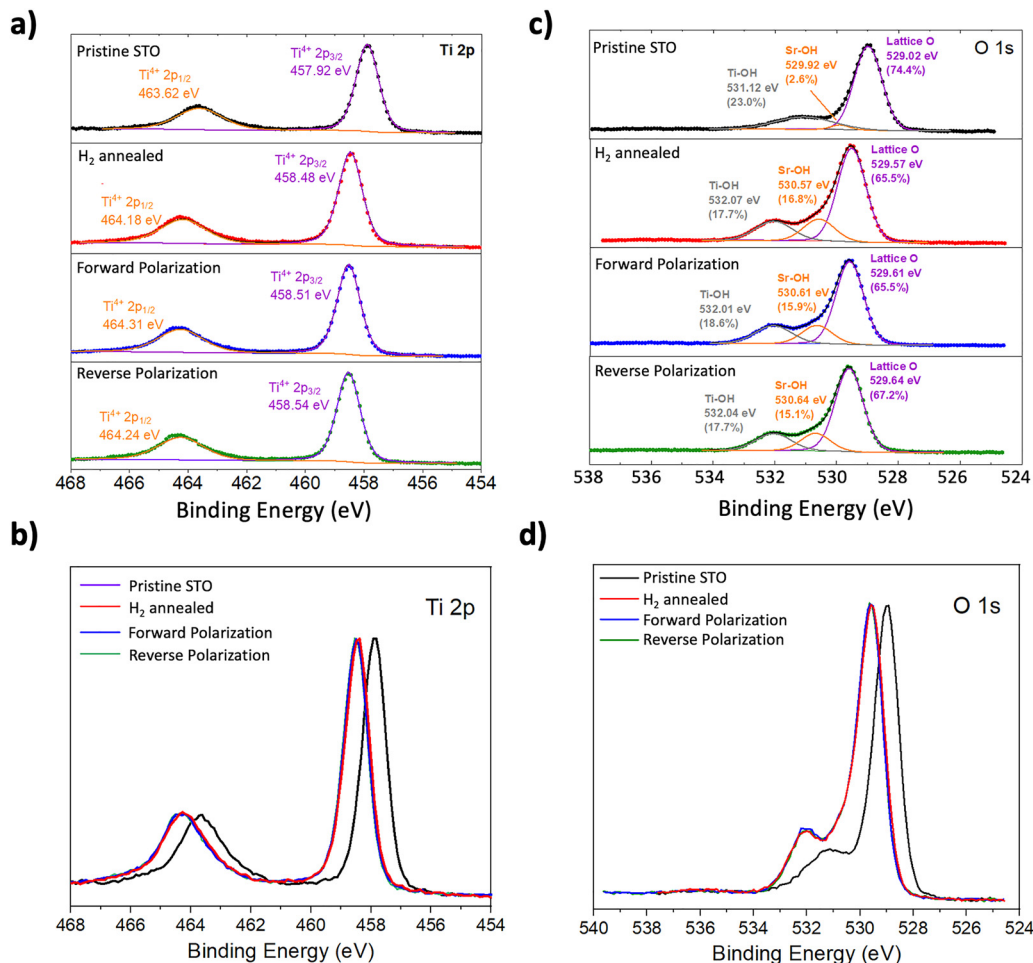 a)
Ti 2p
Pristine STO
Ti⁴⁺ 2p₁/₂
463.62 eV
Ti⁴⁺ 2p₃/₂
457.92 eV
H₂ annealed
Ti⁴⁺ 2p₁/₂
464.18 eV
Ti⁴⁺ 2p₃/₂
458.48 eV
Forward Polarization
Ti⁴⁺ 2p₁/₂
464.31 eV
Ti⁴⁺ 2p₃/₂
458.51 eV
Reverse Polarization
Ti⁴⁺ 2p₁/₂
464.24 eV
Ti⁴⁺ 2p₃/₂
458.54 eV
468 466 464 462 460 458 456 454
Binding Energy (eV)
c)
O 1s
Pristine STO
Ti-OH
531.12 eV
(23.0%)
Sr-OH
529.92 eV
(2.6%)
Lattice O
529.02 eV
(74.4%)
H₂ annealed
Ti-OH
532.07 eV
(17.7%)
Sr-OH
530.57 eV
(16.8%)
Lattice O
529.57 eV
(65.5%)
Forward Polarization
Ti-OH
532.01 eV
(18.6%)
Sr-OH
530.61 eV
(15.9%)
Lattice O
529.61 eV
(65.5%)
Reverse Polarization
Ti-OH
532.04 eV
(17.7%)
Sr-OH
530.64 eV
(15.1%)
Lattice O
529.64 eV
(67.2%)
538 536 534 532 530 528 526 524
Binding Energy (eV)
b)
Pristine STO
H₂ annealed
Forward Polarization
Reverse Polarization
Ti 2p
468 466 464 462 460 458 456 454
Binding Energy (eV)
d)
Pristine STO
H₂ annealed
Forward Polarization
Reverse Polarization
O 1s
540 538 536 534 532 530 528 526 524
Binding Energy (eV)